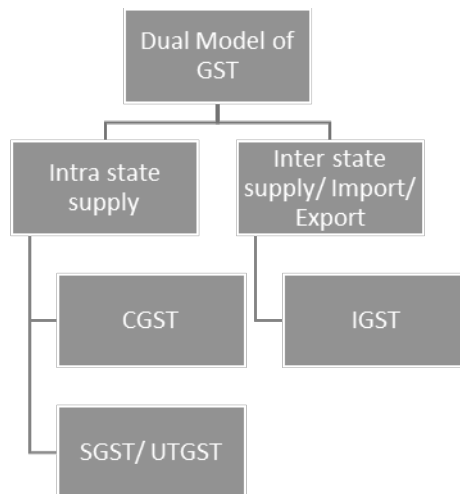 Dual Model of
GST
Intra state
supply
Inter state
supply/ Import/
Export
CGST
IGST
SGST/ UTGST